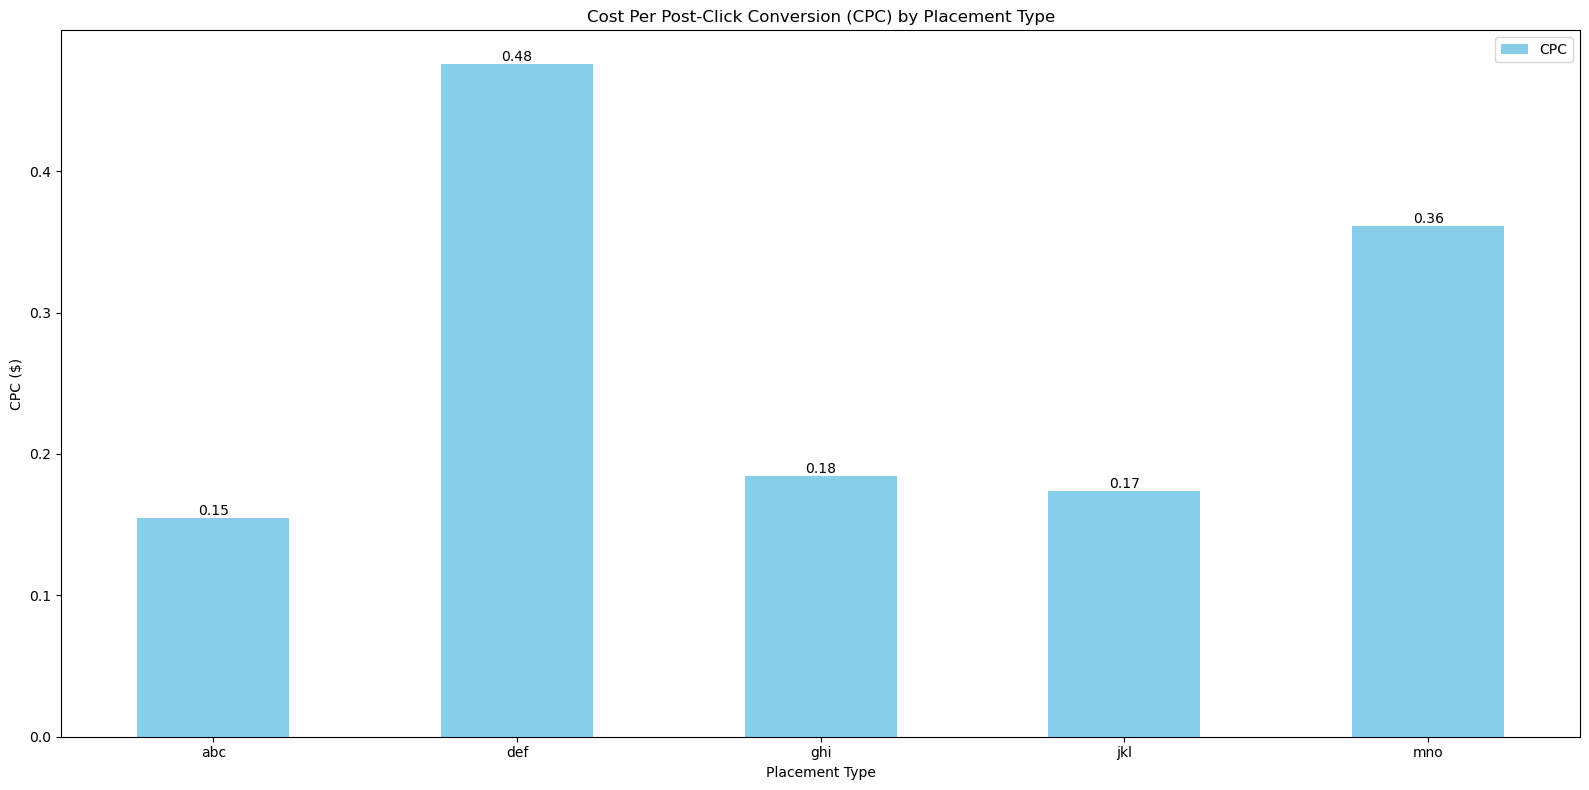 Cost Per Post-Click Conversion (CPC) by Placement Type
CPC
0.48
0.4
0.36
0.3
CPC ($)
0.2
0.18
0.17
0.15
0.1
0.0
abc def ghi jkl mno
Placement Type